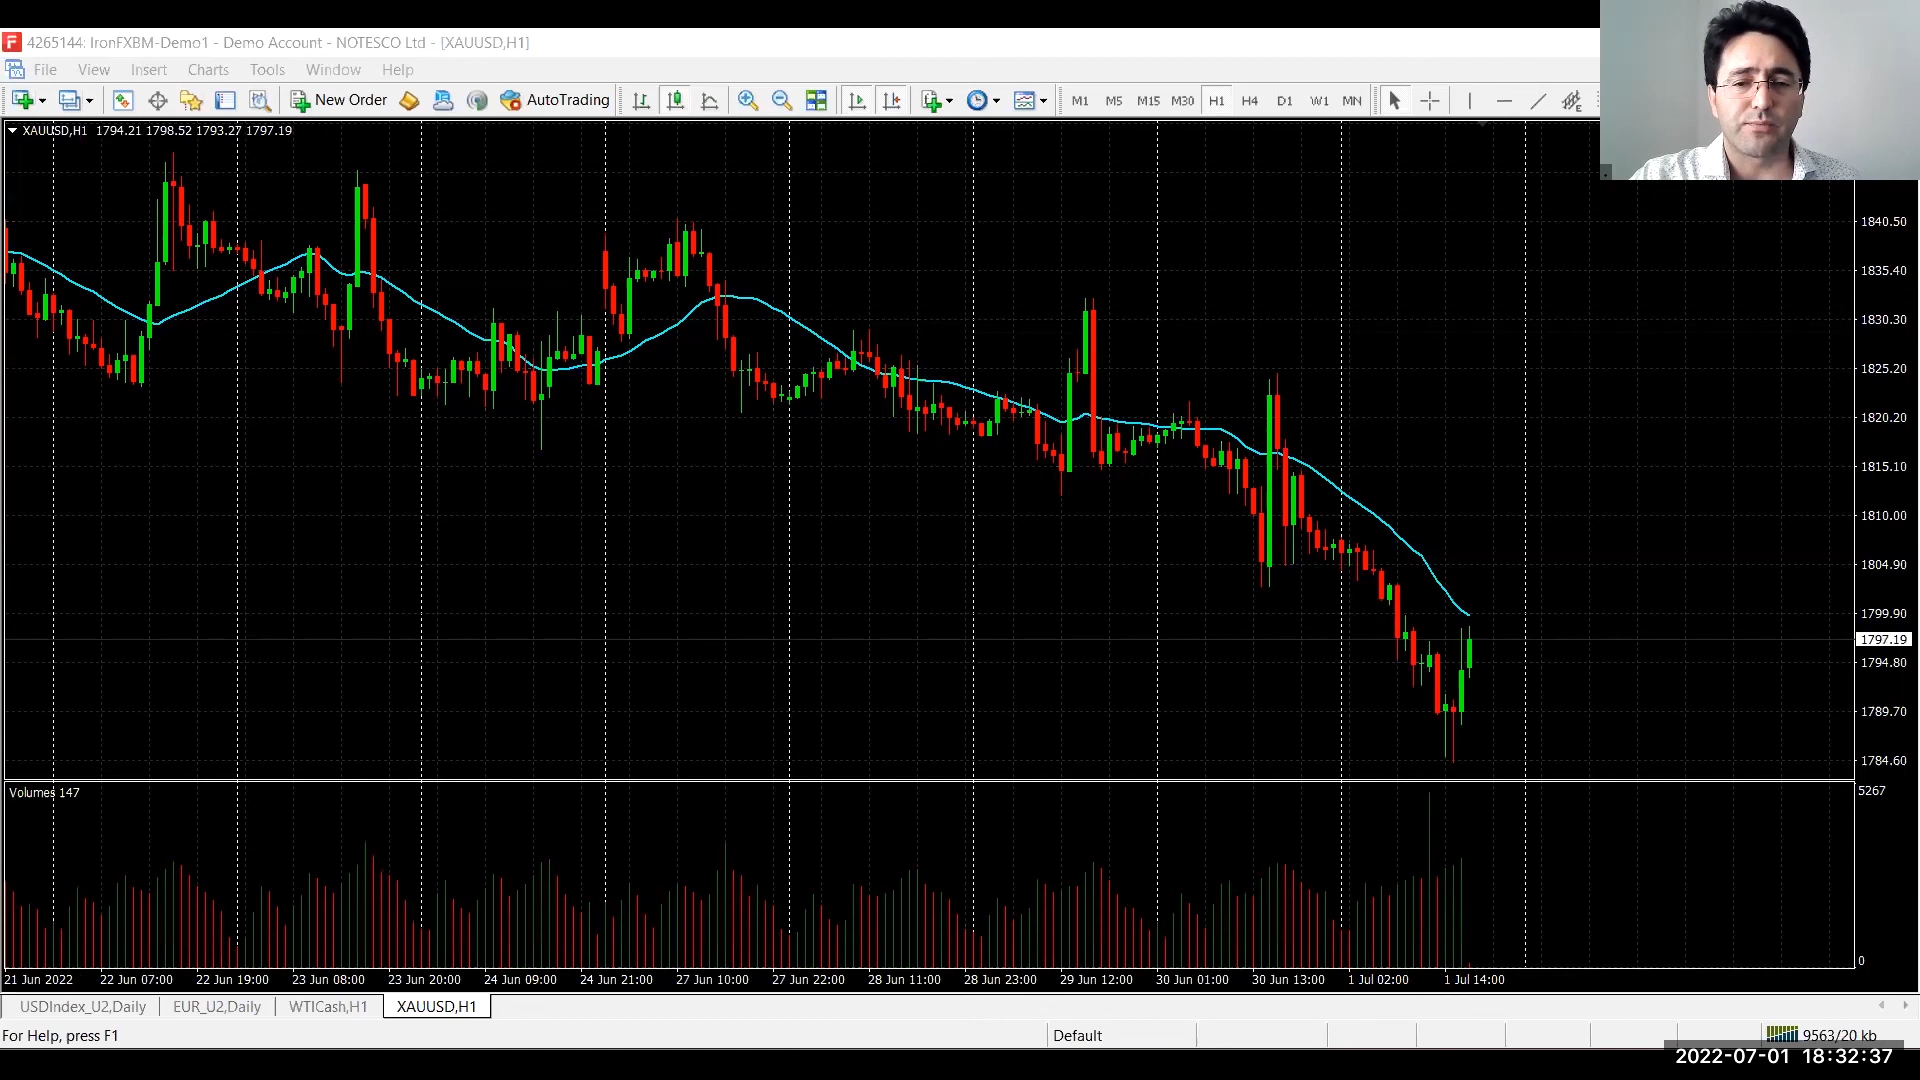 4265144: IronFXBM-Demo1 - Demo Account - NOTESCO Ltd - [XAUUSD,H1]
File View Insert Charts Tools Window Help
New Order AutoTrading M1 M5 M15 M30 H1 H4 D1 W1 MN
XAUUSD,H1 1794.21 1798.52 1793.27 1797.19
1840.50
1835.40
1830.30
1825.20
1820.20
1815.10
1810.00
1804.90
1799.90
1797.19
1794.80
1789.70
1784.60
Volumes 147
5267
0
21 Jun 2022 22 Jun 07:00 22 Jun 19:00 23 Jun 08:00 23 Jun 20:00 24 Jun 09:00 24 Jun 21:00 27 Jun 10:00 27 Jun 22:00 28 Jun 11:00 28 Jun 23:00 29 Jun 12:00 30 Jun 01:00 30 Jun 13:00 1 Jul 02:00 1 Jul 14:00
USDIndex_U2,Daily EUR_U2,Daily WTICash,H1 XAUUSD,H1
For Help, press F1 Default 9563/20 kb
2022-07-01 18:32:37